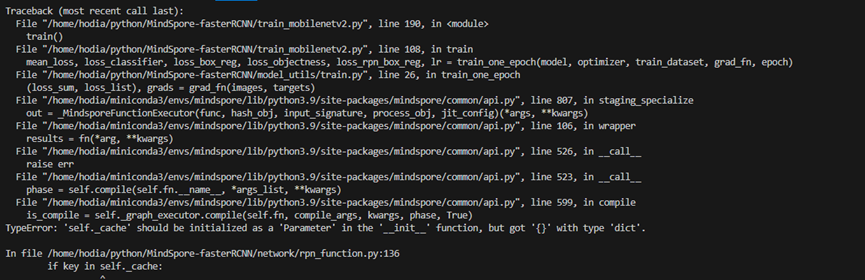 Traceback (most recent call last):
File "/home/hodia/python/MindSpore-fasterRCNN/train_mobilenetv2.py", line 190, in <module>
train()
File "/home/hodia/python/MindSpore-fasterRCNN/train_mobilenetv2.py", line 108, in train
mean_loss, loss_classifier, loss_box_reg, loss_objectness, loss_rpn_box_reg, lr = train_one_epoch(model, optimizer, train_dataset, grad_fn, epoch)
File "/home/hodia/python/MindSpore-fasterRCNN/model_utils/train.py", line 26, in train_one_epoch
(loss_sum, loss_list), grads = grad_fn(images, targets)
File "/home/hodia/miniconda3/envs/mindspore/lib/python3.9/site-packages/mindspore/common/api.py", line 807, in staging_specialize
out = _MindsporeFunctionExecutor(func, hash_obj, input_signature, process_obj, jit_config)(*args, **kwargs)
File "/home/hodia/miniconda3/envs/mindspore/lib/python3.9/site-packages/mindspore/common/api.py", line 106, in wrapper
results = fn(*arg, **kwargs)
File "/home/hodia/miniconda3/envs/mindspore/lib/python3.9/site-packages/mindspore/common/api.py", line 526, in __call__
raise err
File "/home/hodia/miniconda3/envs/mindspore/lib/python3.9/site-packages/mindspore/common/api.py", line 523, in __call__
phase = self.compile(self.fn.__name__, *args_list, **kwargs)
File "/home/hodia/miniconda3/envs/mindspore/lib/python3.9/site-packages/mindspore/common/api.py", line 599, in compile
is_compile = self._graph_executor.compile(self.fn, compile_args, kwargs, phase, True)
TypeError: 'self._cache' should be initialized as a 'Parameter' in the '__init__' function, but got '{}' with type 'dict'.
In file /home/hodia/python/MindSpore-fasterRCNN/network/rpn_function.py:136
if key in self._cache:
^